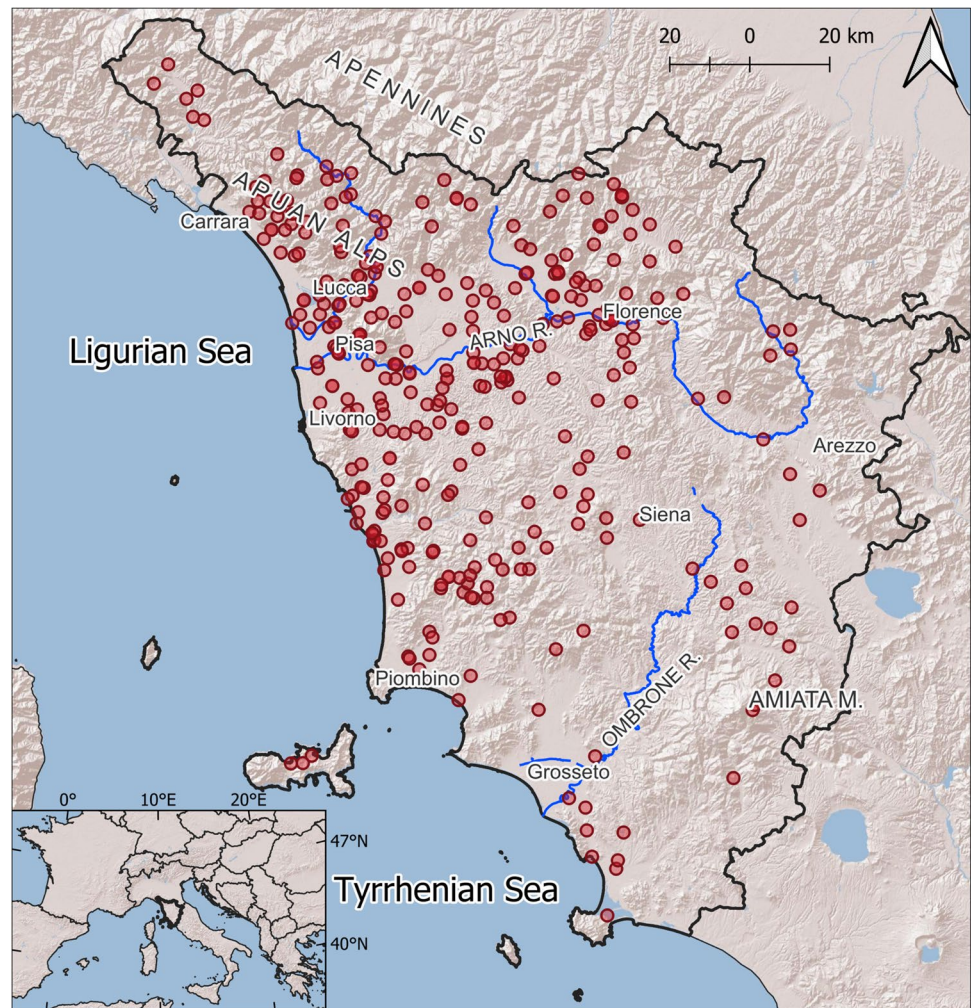 20 0 20 km
APENNINES
APUAN ALPS
Carrara
Lucca
Florence
Pisa
ARNO R.
Ligurian Sea
Livorno
Arezzo
Siena
Piombino
AMIATA M.
OMBRONE R.
Grosseto
0° 10°E 20°E
47°N
Tyrrhenian Sea
40°N